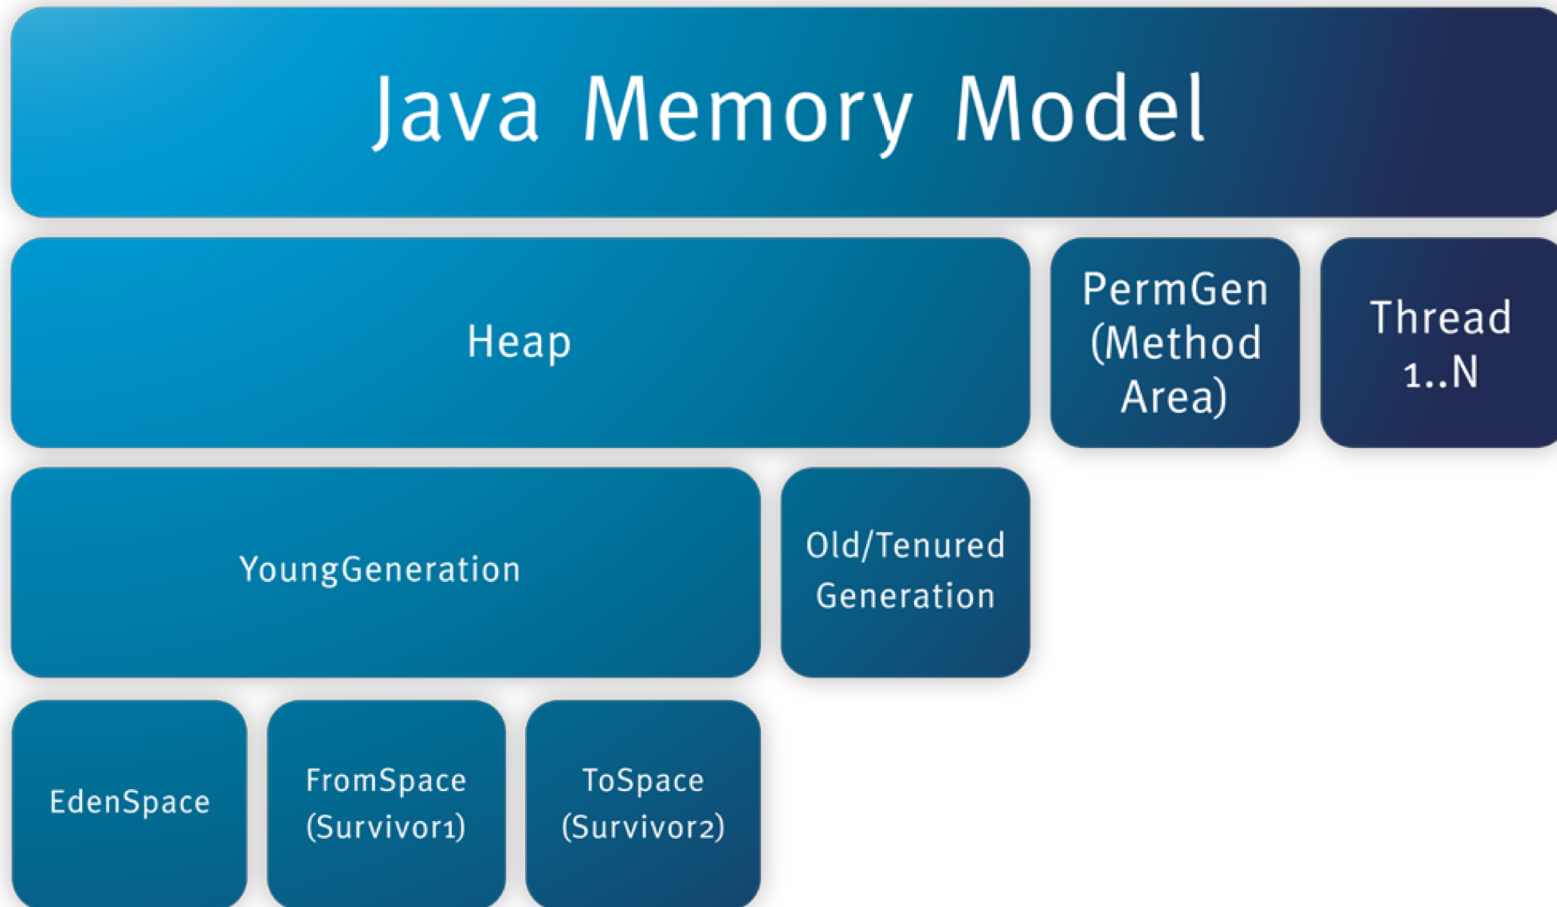 Java Memory Model
Heap
PermGen
(Method
Area)
Thread
1..N
YoungGeneration
Old/Tenured
Generation
EdenSpace
FromSpace
(Survivor1)
ToSpace
(Survivor2)